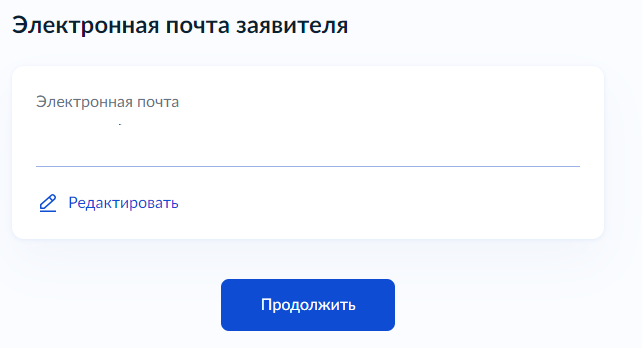 Электронная почта заявителя
Электронная почта
Редактировать
Продолжить